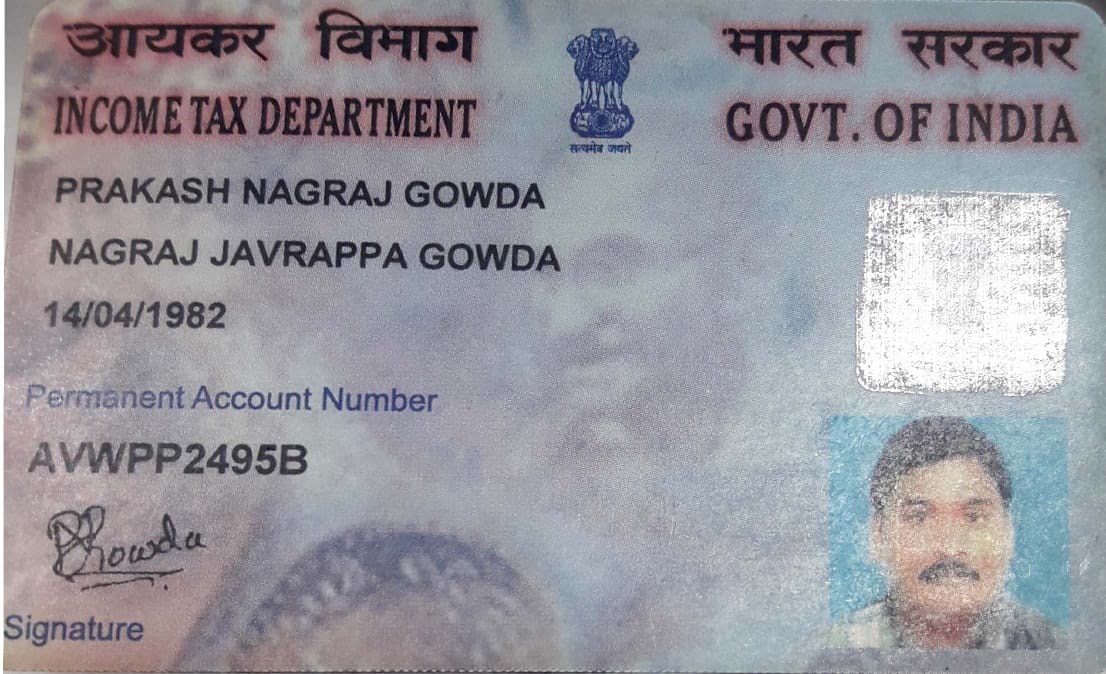 आयकर विभाग
भारत सरकार
INCOME TAX DEPARTMENT
GOVT. OF INDIA
सत्यमेव जयते
PRAKASH NAGRAJ GOWDA
NAGRAJ JAVRAPPA GOWDA
14/04/1982
Permanent Account Number
AVWPP2495B
PGowda
Signature